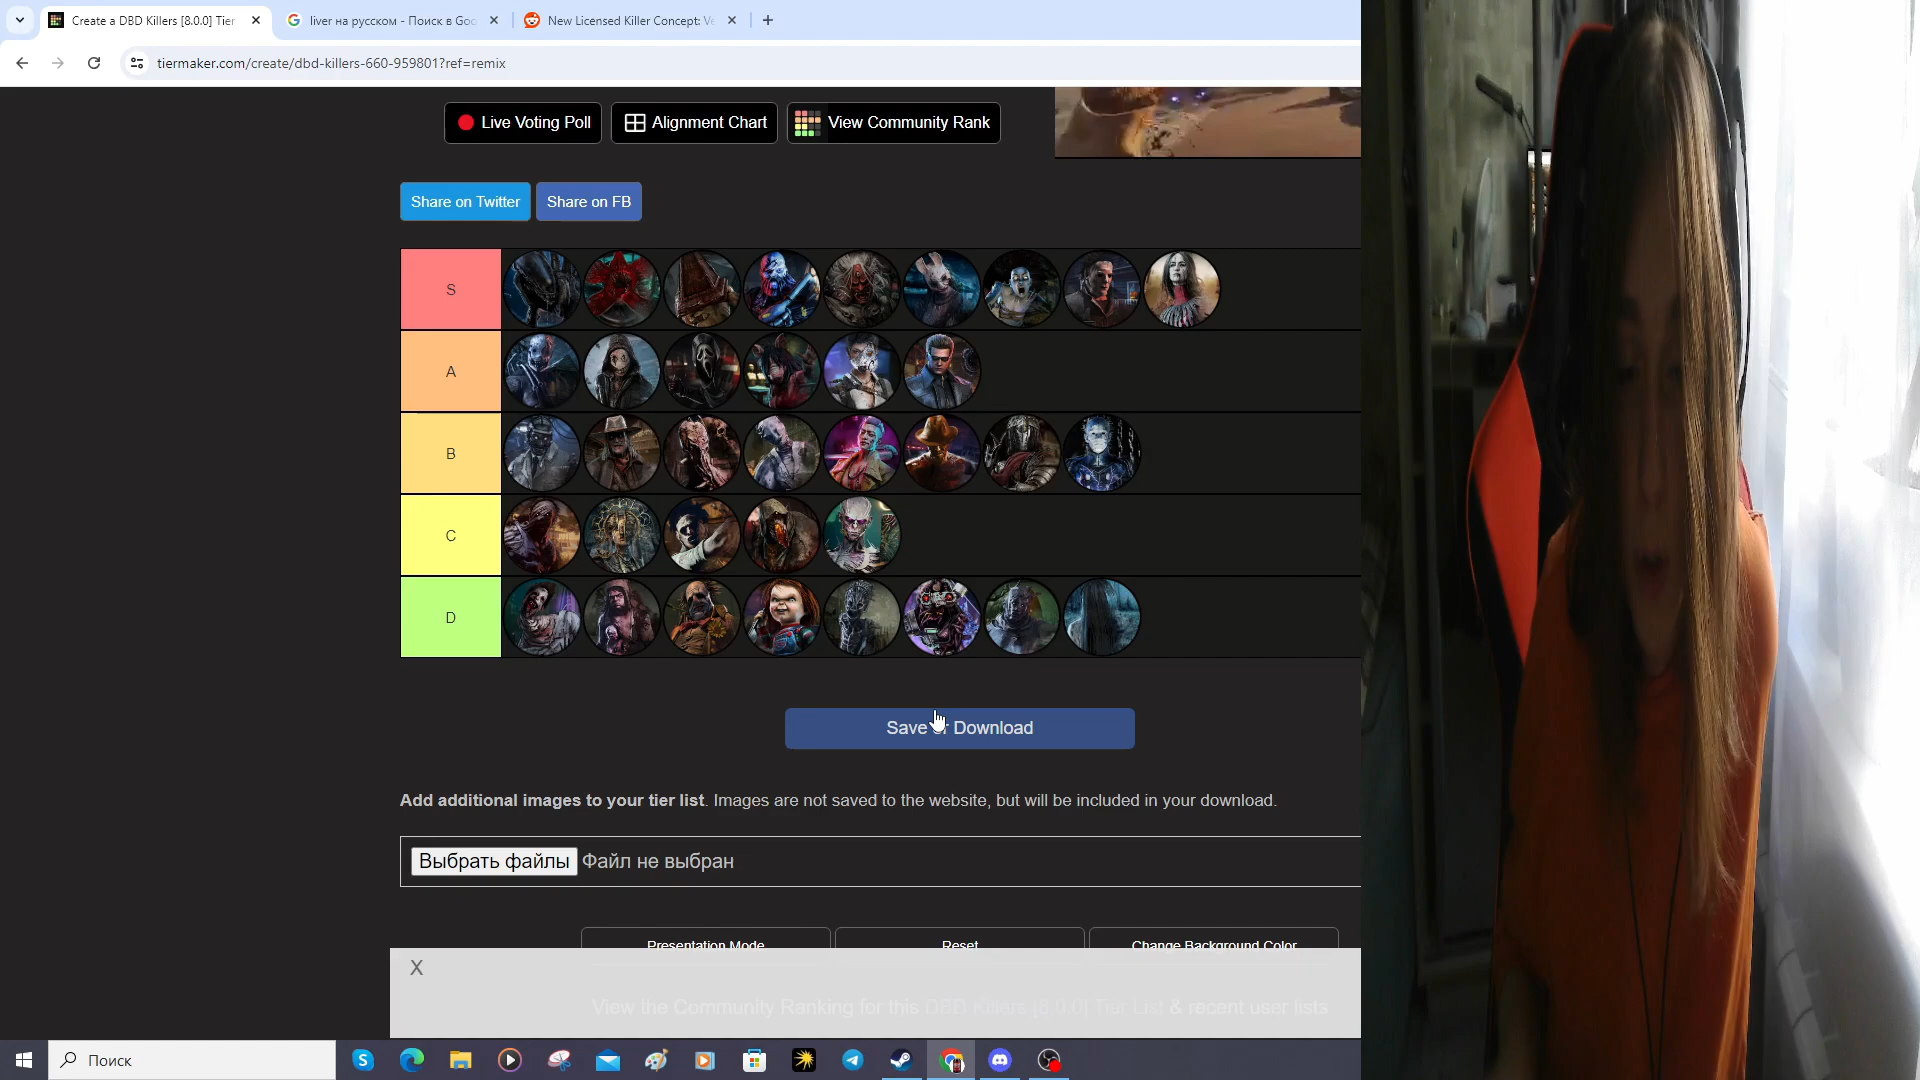 Create a DBD Killers [8.0.0] Tier
liver на русском - Поиск в Goo
New Licensed Killer Concept: Ve
tiermaker.com/create/dbd-killers-660-959801?ref=remix
Live Voting Poll
Alignment Chart
View Community Rank
Share on Twitter
Share on FB
S
A
B
C
D
Save or Download
Add additional images to your tier list. Images are not saved to the website, but will be included in your download.
Выбрать файлы Файл не выбран
Presentation Mode
Reset
Change Background Color
X
View the Community Ranking for this DBD Killers [8.0.0] Tier List & recent user lists
Поиск